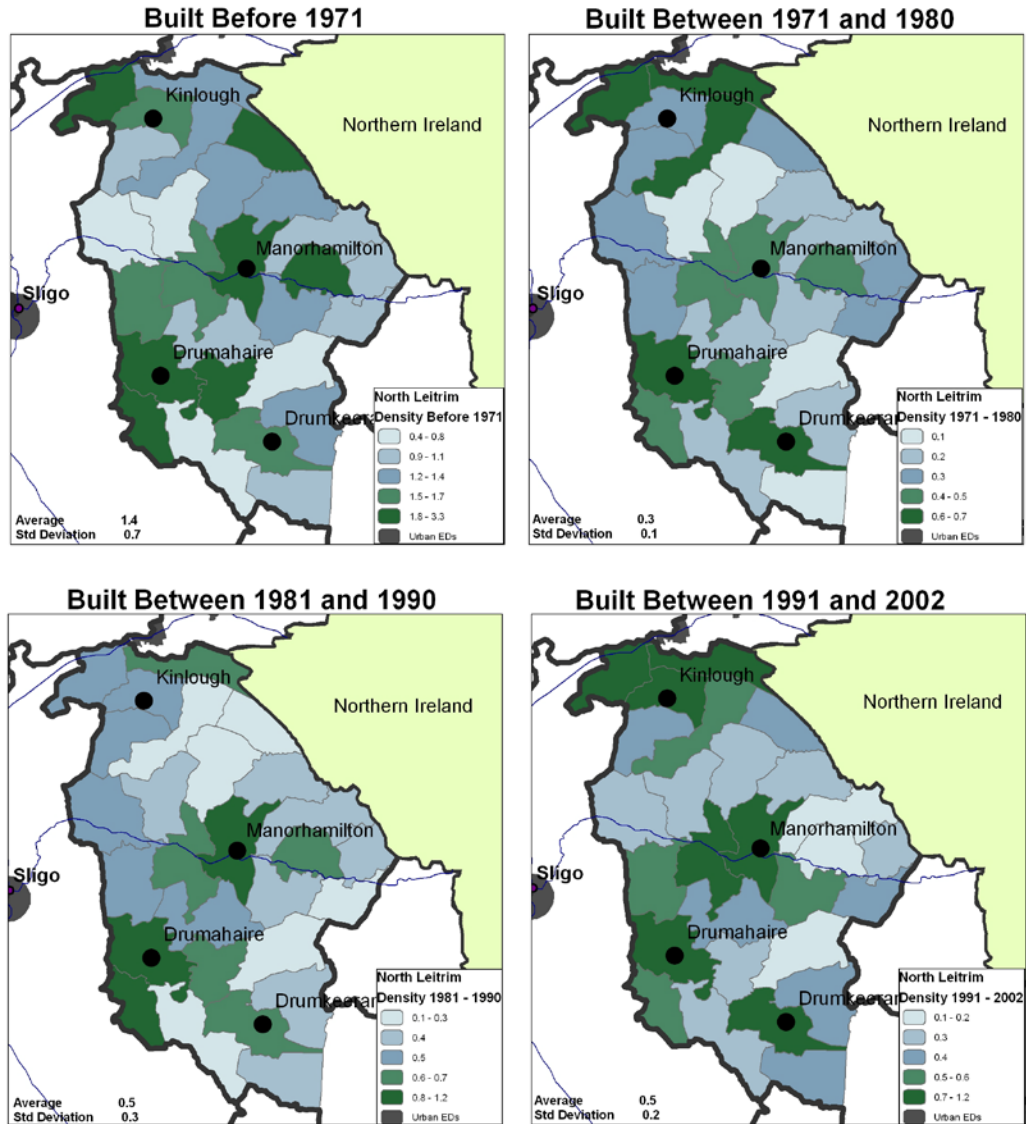 Built Before 1971
Kinlough
Northern Ireland
Manorhamilton
Sligo
Drumahaire
Drumkeera
North Leitrim
Density Before 1971
0.4 - 0.8
0.9 - 1.1
1.2 - 1.4
1.5 - 1.7
1.8 - 3.3
Urban EDs
Average 1.4
Std Deviation 0.7
Built Between 1971 and 1980
Kinlough
Northern Ireland
Manorhamilton
Sligo
Drumahaire
Drumkeeran
North Leitrim
Density 1971 - 1980
0.1
0.2
0.3
0.4 - 0.5
0.6 - 0.7
Urban EDs
Average 0.3
Std Deviation 0.1
Built Between 1981 and 1990
Kinlough
Northern Ireland
Manorhamilton
Sligo
Drumahaire
Drumkeeran
North Leitrim
Density 1981 - 1990
0.1 - 0.3
0.4
0.5
0.6 - 0.7
0.8 - 1.2
Urban EDs
Average 0.5
Std Deviation 0.3
Built Between 1991 and 2002
Kinlough
Northern Ireland
Manorhamilton
Sligo
Drumahaire
Drumkeeran
North Leitrim
Density 1991 - 2002
0.1 - 0.2
0.3
0.4
0.5 - 0.6
0.7 - 1.2
Urban EDs
Average 0.5
Std Deviation 0.2